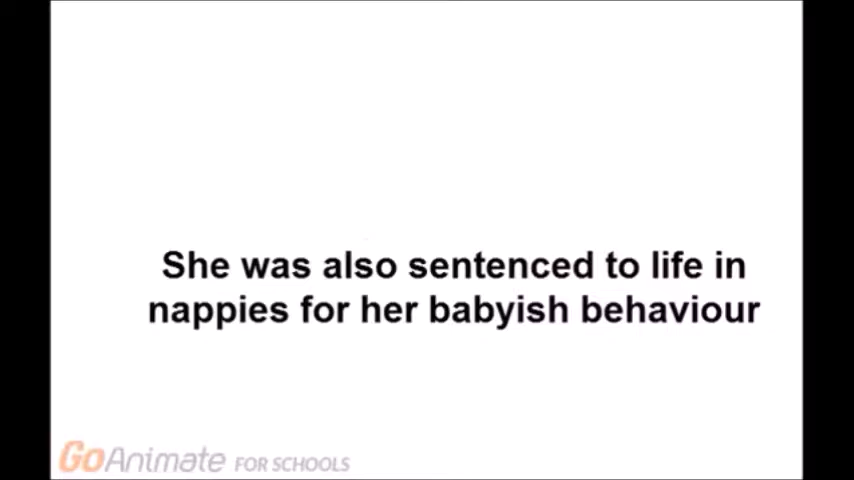 She was also sentenced to life in
nappies for her babyish behaviour
GoAnimate FOR SCHOOLS